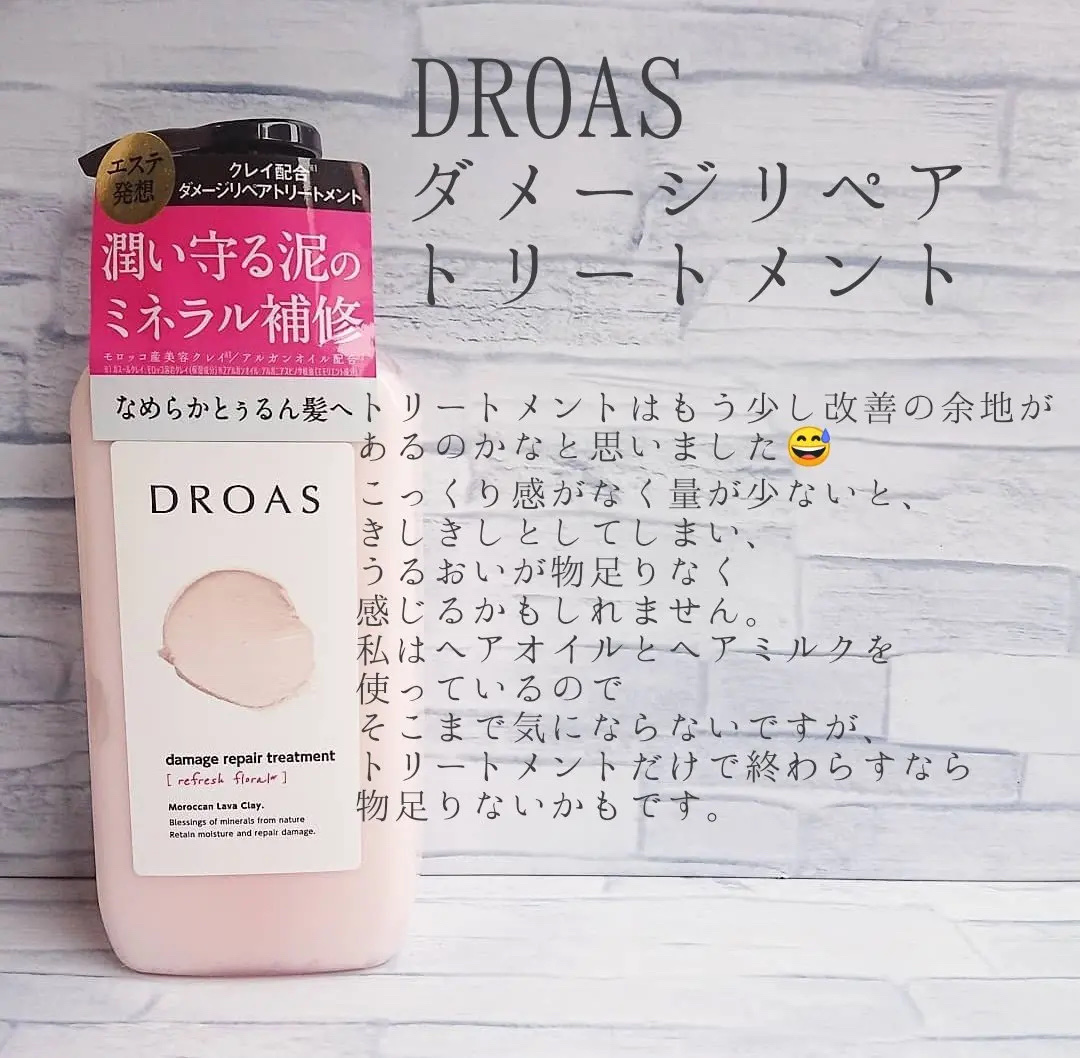 DROAS
ダメージリペア
トリートメント
エステ
発想
クレイ配合
ダメージリペアトリートメント
潤い守る泥の
ミネラル補修
モロッコ産美容クレイ※1/アルガンオイル配合
なめらかとぅるん髪へ
DROAS
damage repair treatment
[ refresh floral ]
Moroccan Lava Clay.
Blessings of minerals from nature
Retain moisture and repair damage.
トリートメントはもう少し改善の余地が
あるのかなと思いました😅
こっくり感がなく量が少ないと、
きしきしとしてしまい、
うるおいが物足りなく
感じるかもしれません。
私はヘアオイルとヘアミルクを
使っているので
そこまで気にならないですが、
トリートメントだけで終わらすなら
物足りないかもです。